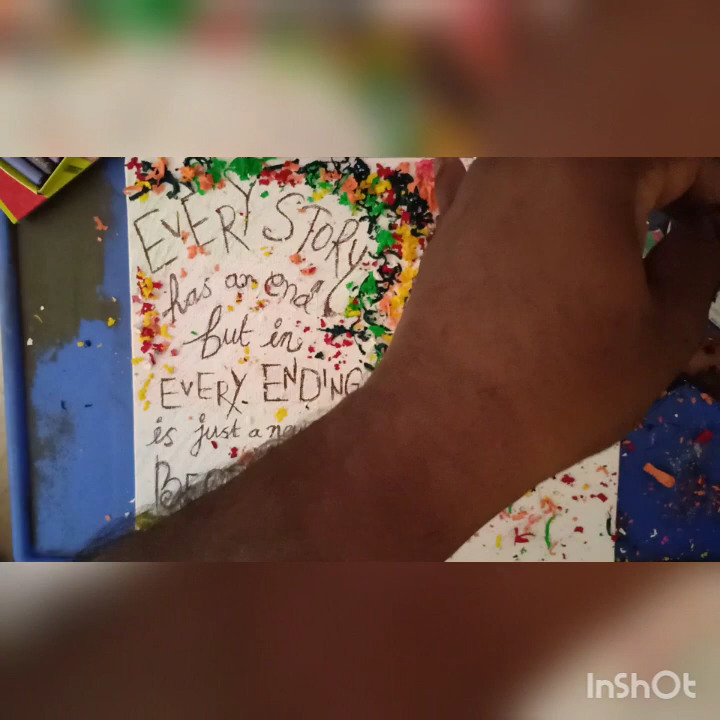 EVERY STORY
has an end
but in
EVERY ENDING
is just a
InShOt